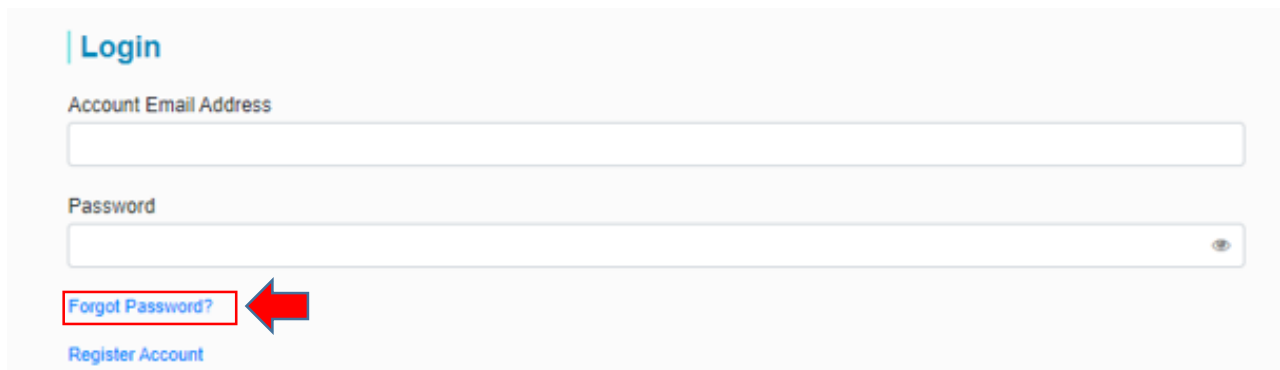 Login
Account Email Address
Password
Forgot Password?
Register Account